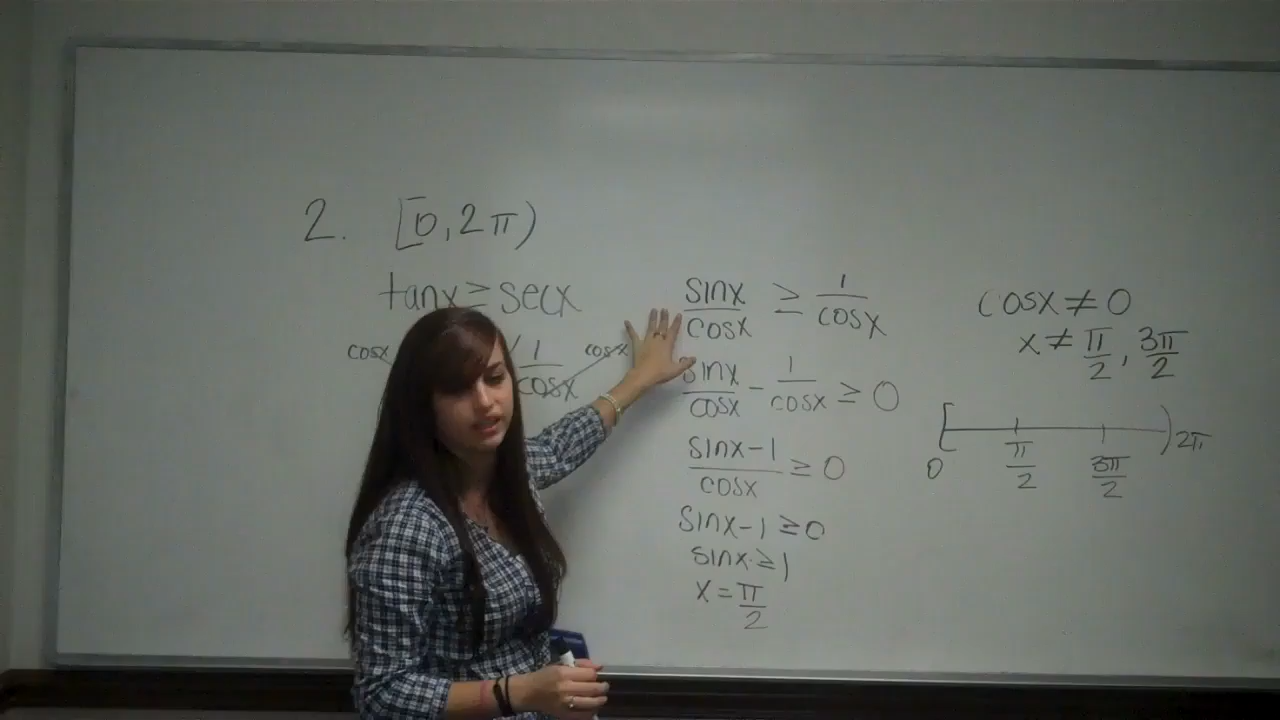 2. [0, 2π)
tanx ≥ secx
cosx 1/cosx cosx
sinx/cosx ≥ 1/cosx
sinx/cosx - 1/cosx ≥ 0
sinx-1/cosx ≥ 0
sinx-1 ≥ 0
sinx ≥ 1
x = π/2
cosx ≠ 0
x ≠ π/2, 3π/2
[ ) 2π
0 π/2 3π/2